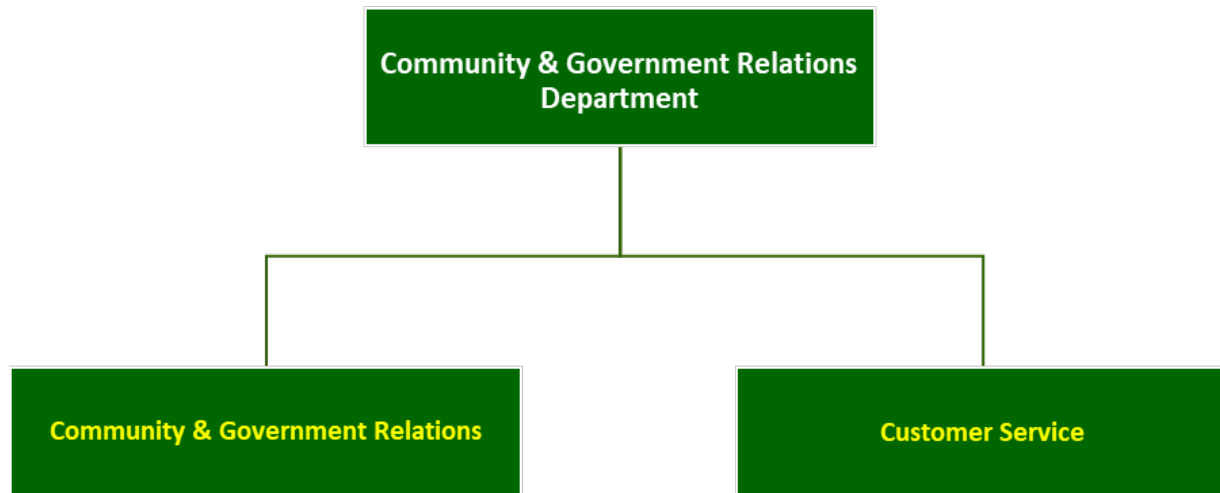 Community & Government Relations
Department
Community & Government Relations
Customer Service